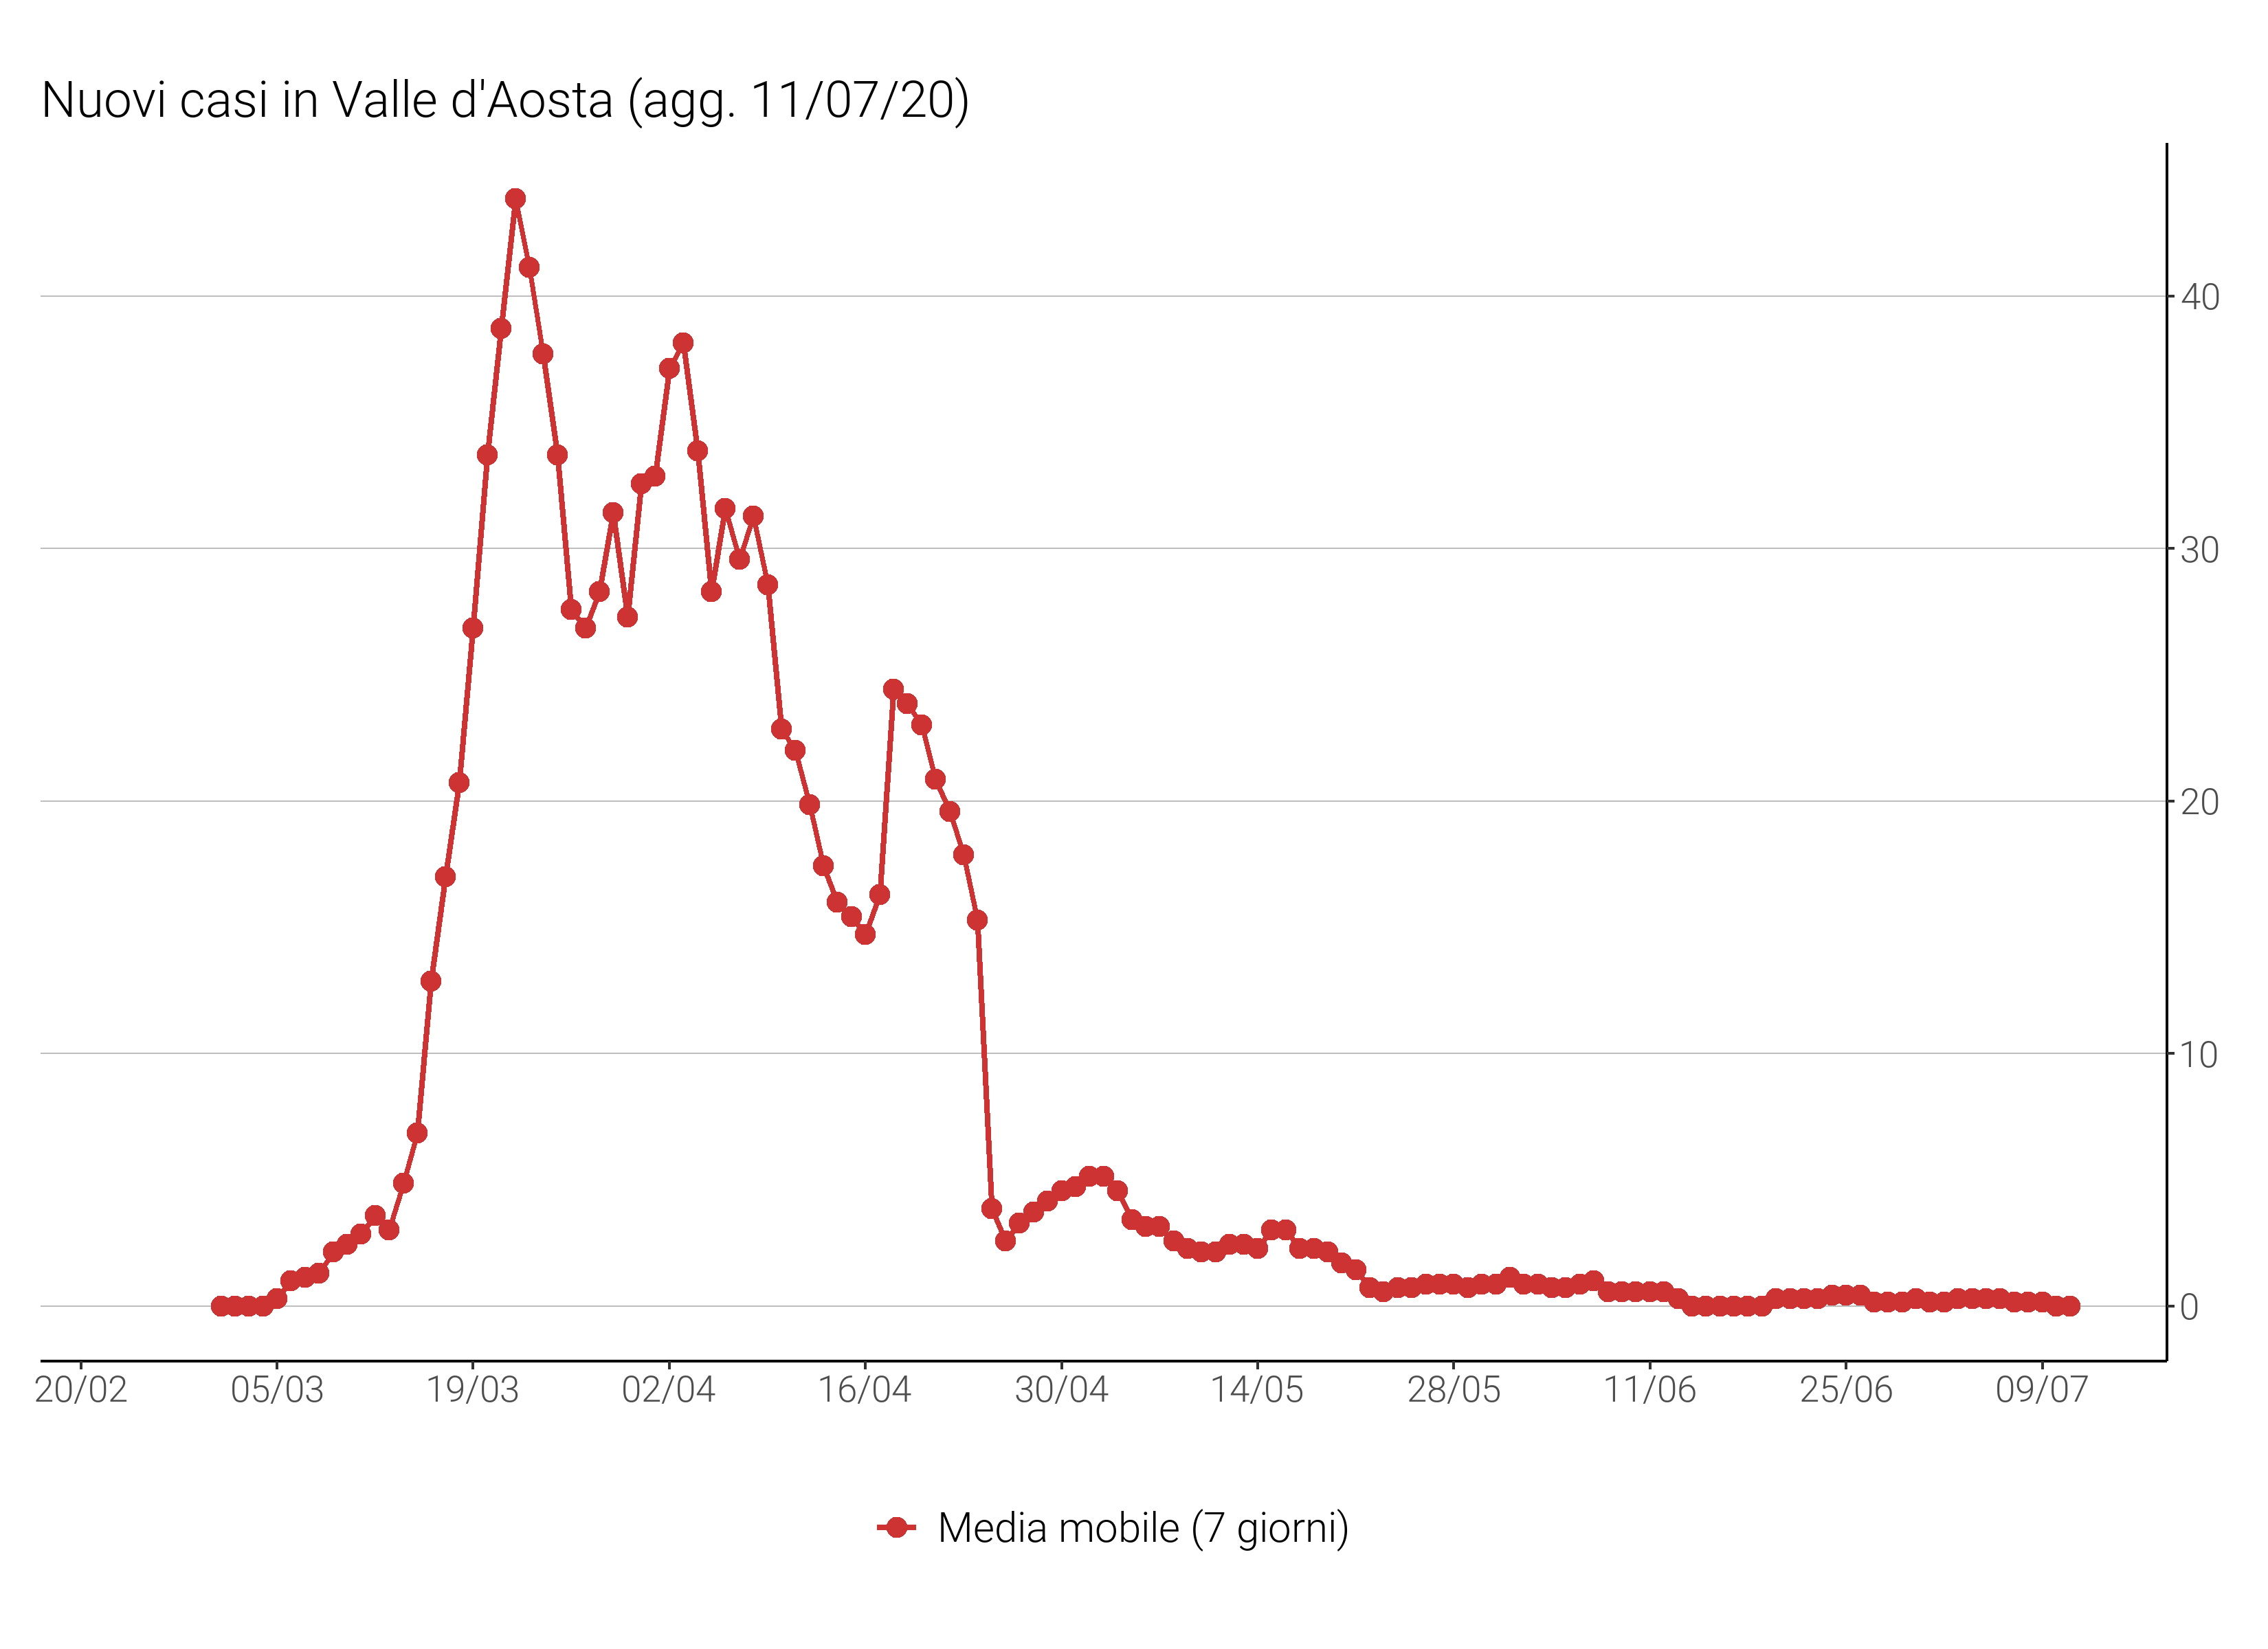 Nuovi casi in Valle d'Aosta (agg. 11/07/20)
40
30
20
10
0
20/02 05/03 19/03 02/04 16/04 30/04 14/05 28/05 11/06 25/06 09/07
Media mobile (7 giorni)